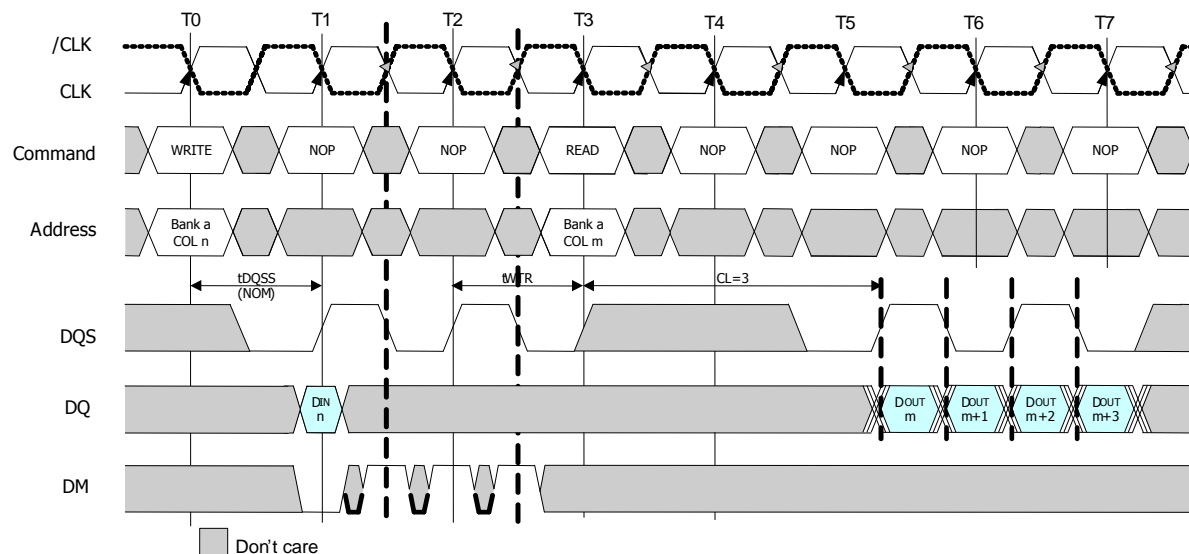 T0 T1 T2 T3 T4 T5 T6 T7
/CLK
CLK
Command WRITE NOP NOP READ NOP NOP NOP NOP
Address Bank a COL n Bank a COL m
tDQSS (NOM) tWTR CL=3
DQS
DQ DIN n DOUT m DOUT m+1 DOUT m+2 DOUT m+3
DM
Don't care